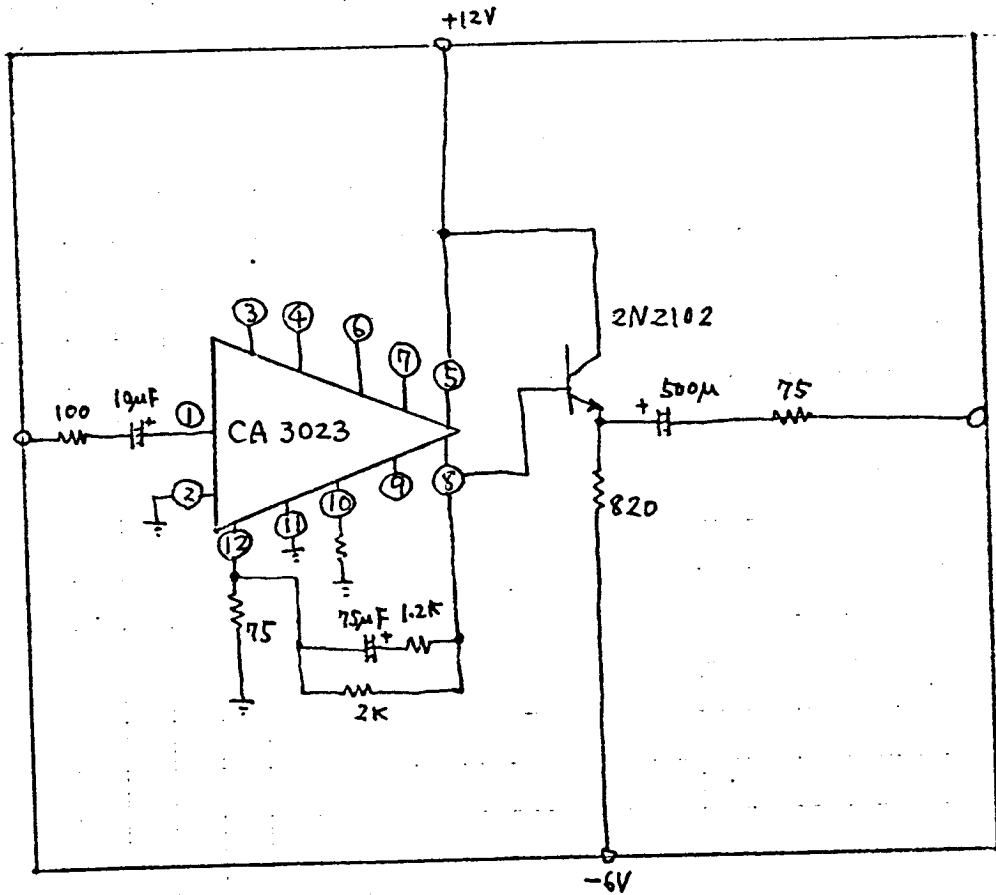 +12V
③
④
⑥
⑦
2N2102
⑤
500µ
75
+
100
10µF
+
①
CA 3023
⑧
②
⑨
⑩
820
⑪
⑫
75µF
1.2K
+
75
2K
-6V